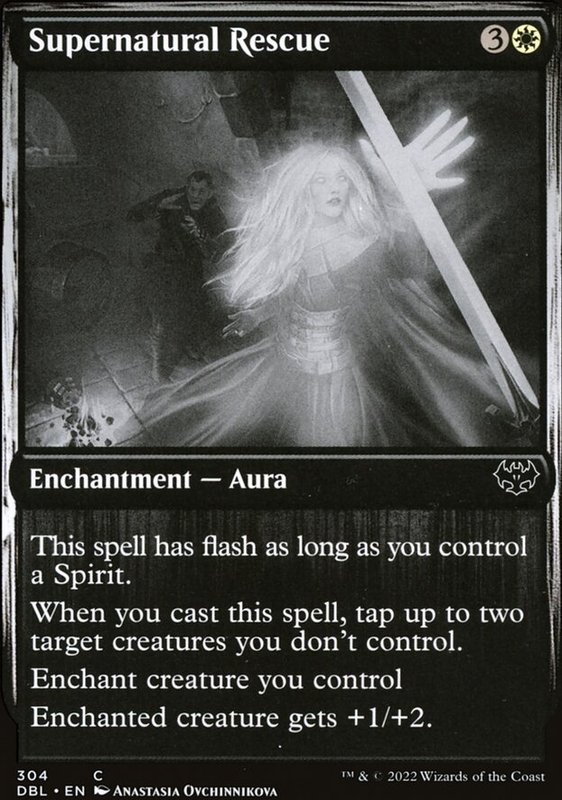 Supernatural Rescue 3
Enchantment — Aura
This spell has flash as long as you control
a Spirit.
When you cast this spell, tap up to two
target creatures you don't control.
Enchant creature you control
Enchanted creature gets +1/+2.
304 C
DBL • EN Anastasia Ovchinnikova ™ & © 2022 Wizards of the Coast